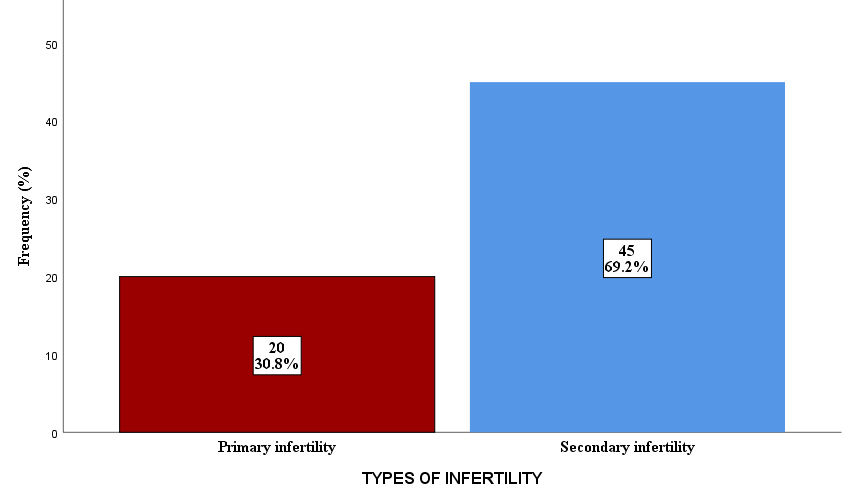 50
40
30
20
10
0
Frequency (%)
20
30.8%
45
69.2%
Primary infertility
Secondary infertility
TYPES OF INFERTILITY